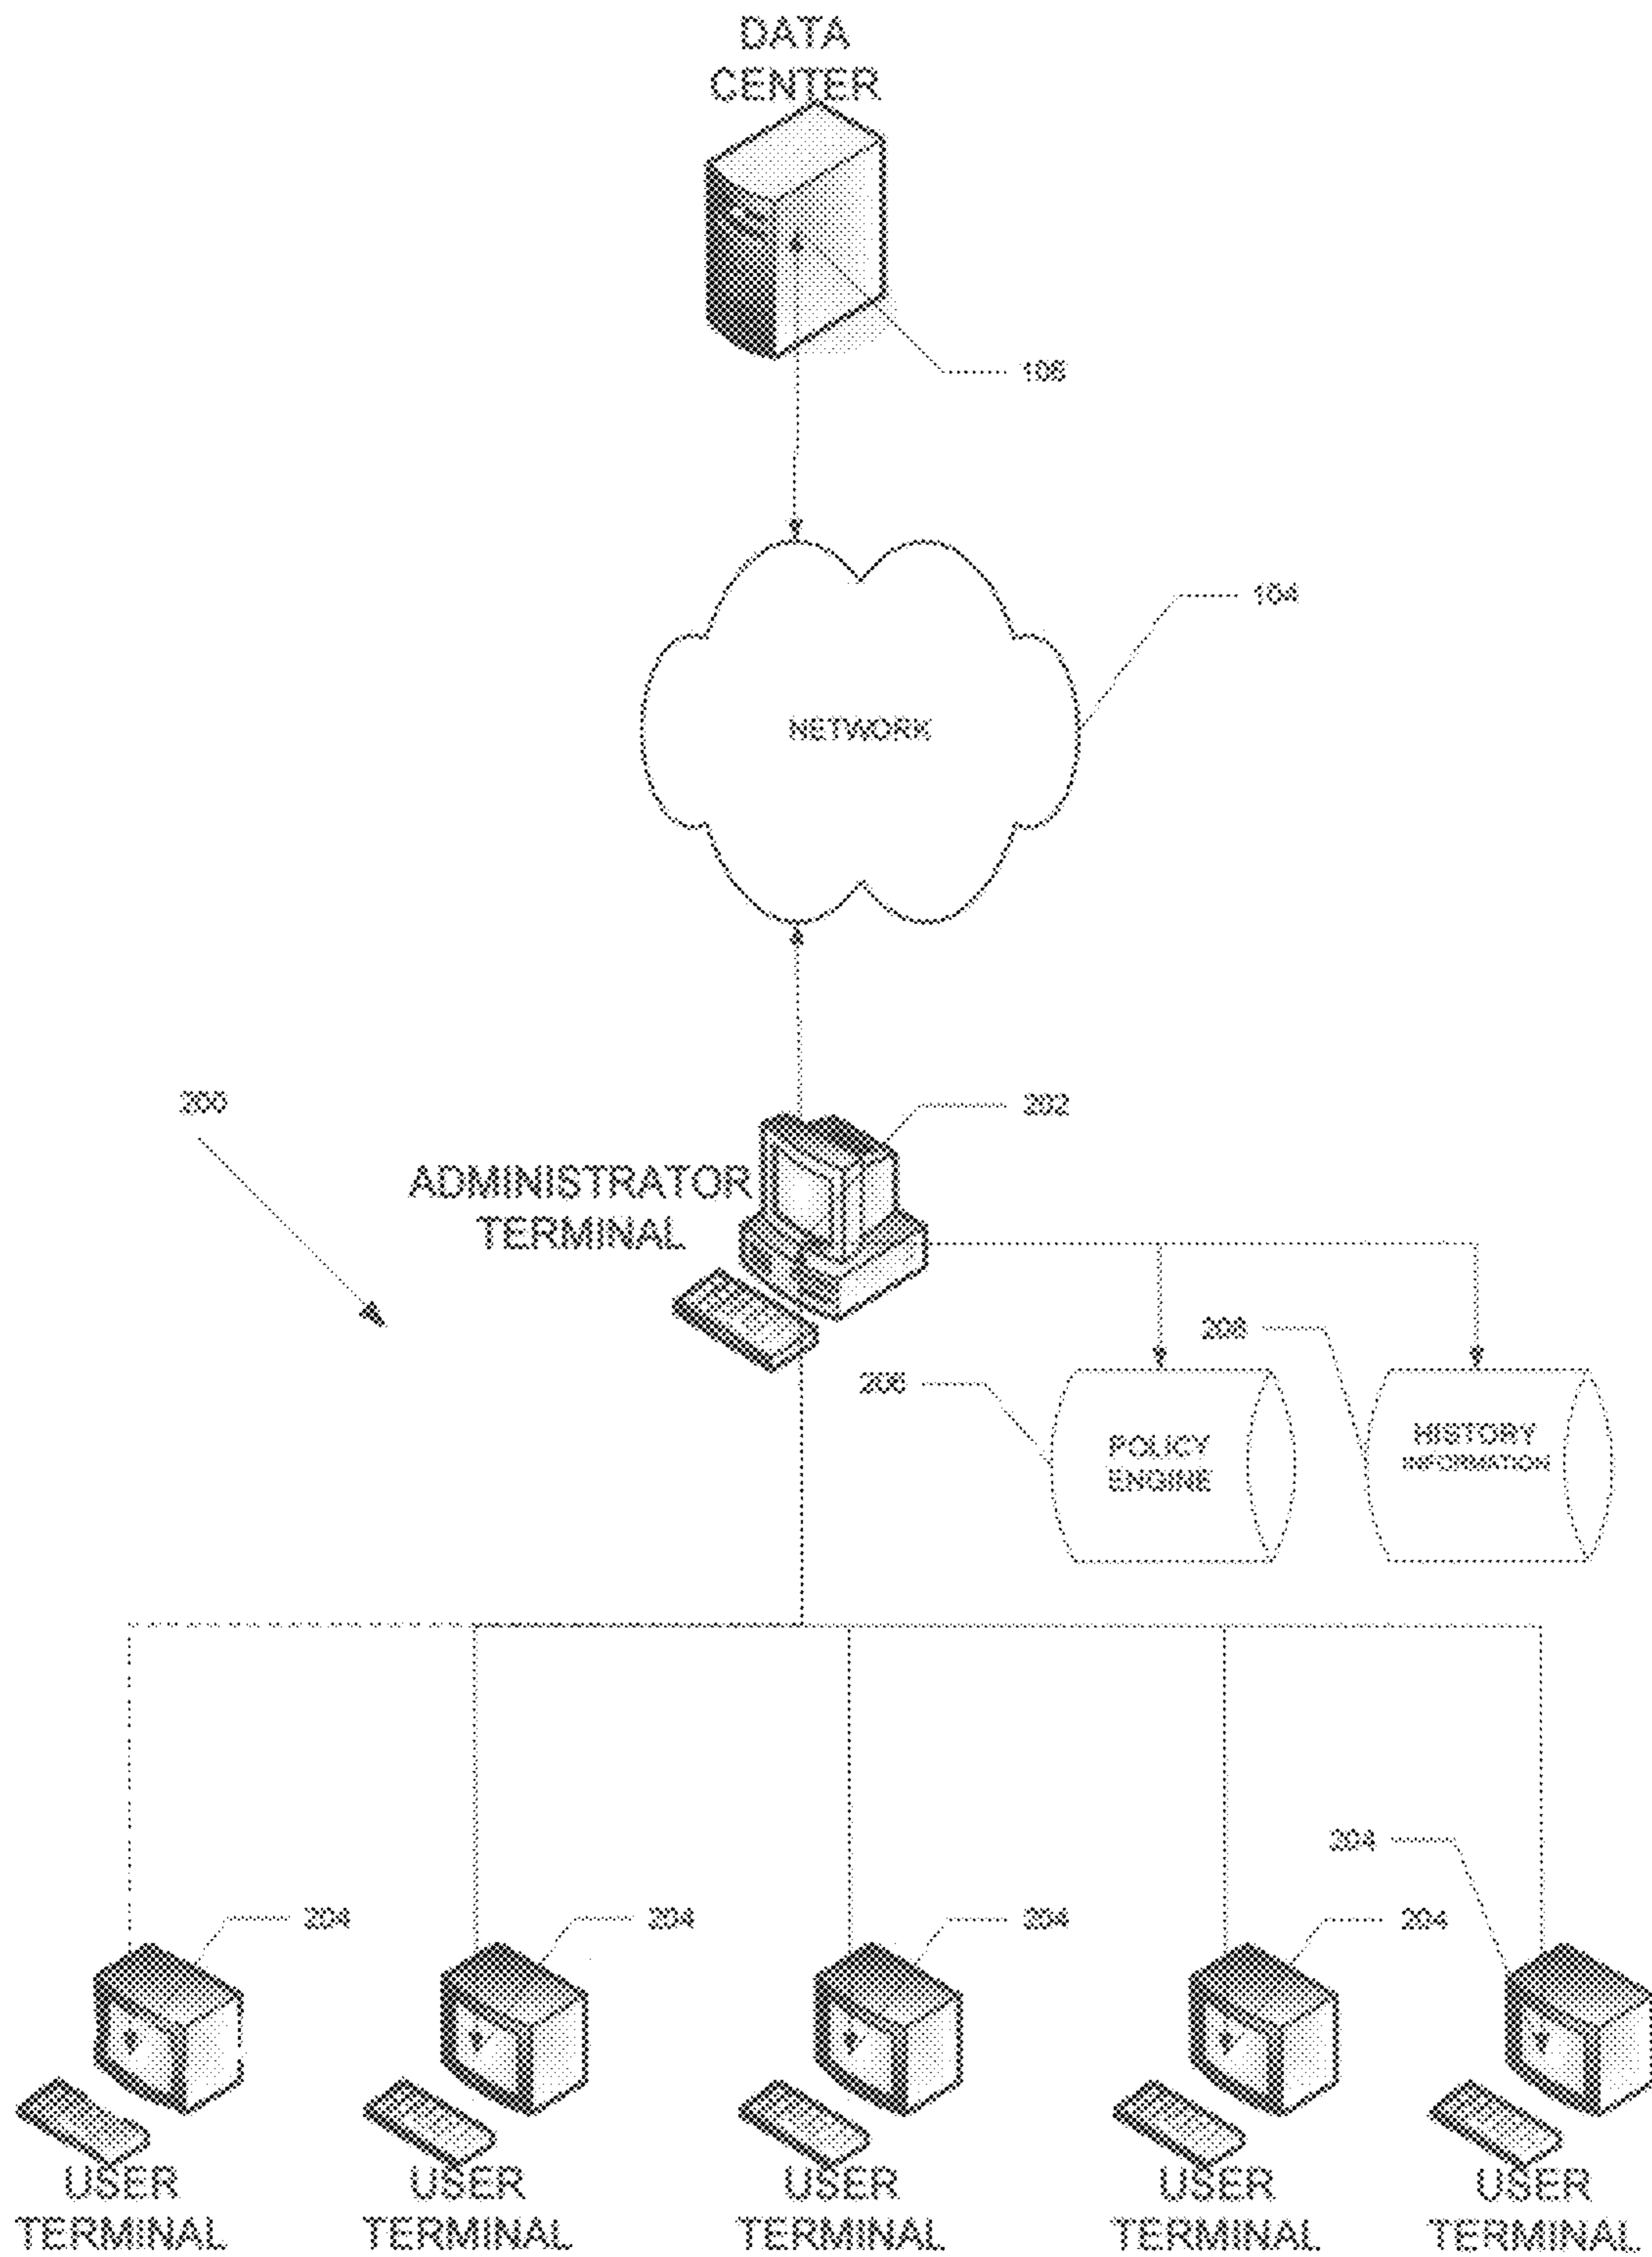 DATA
CENTER
106
104
NETWORK
200
202
ADMINISTRATOR
TERMINAL
208
206
POLICY
ENGINE
HISTORY
INFORMATION
204
204
204
204
204
USER
TERMINAL
USER
TERMINAL
USER
TERMINAL
USER
TERMINAL
USER
TERMINAL